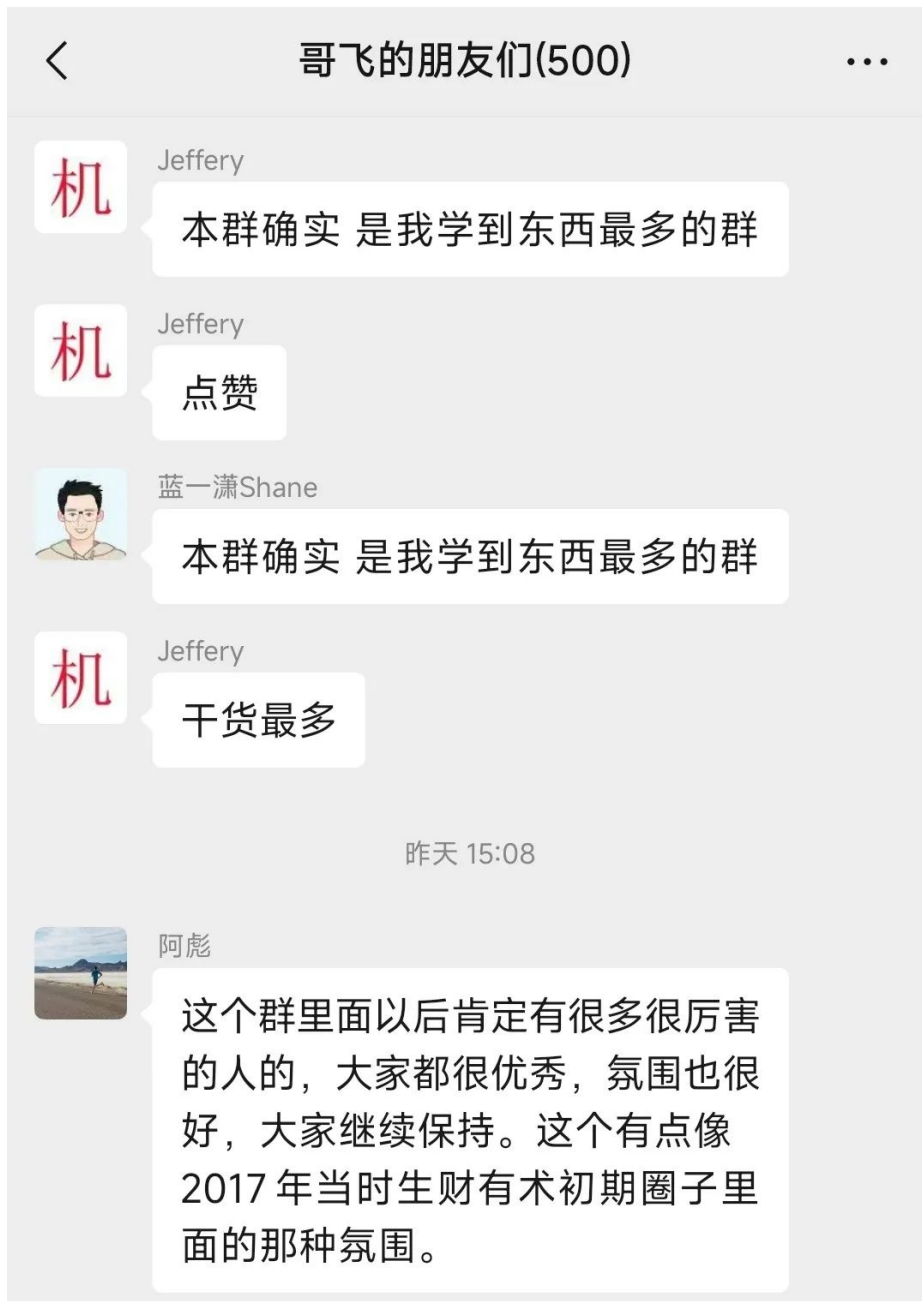 哥飞的朋友们(500)
机
Jeffery
本群确实 是我学到东西最多的群
机
Jeffery
点赞
蓝一潇Shane
本群确实 是我学到东西最多的群
机
Jeffery
干货最多
昨天 15:08
阿彪
这个群里面以后肯定有很多很厉害
的人的，大家都很优秀，氛围也很
好，大家继续保持。这个有点像
2017 年当时生财有术初期圈子里
面的那种氛围。